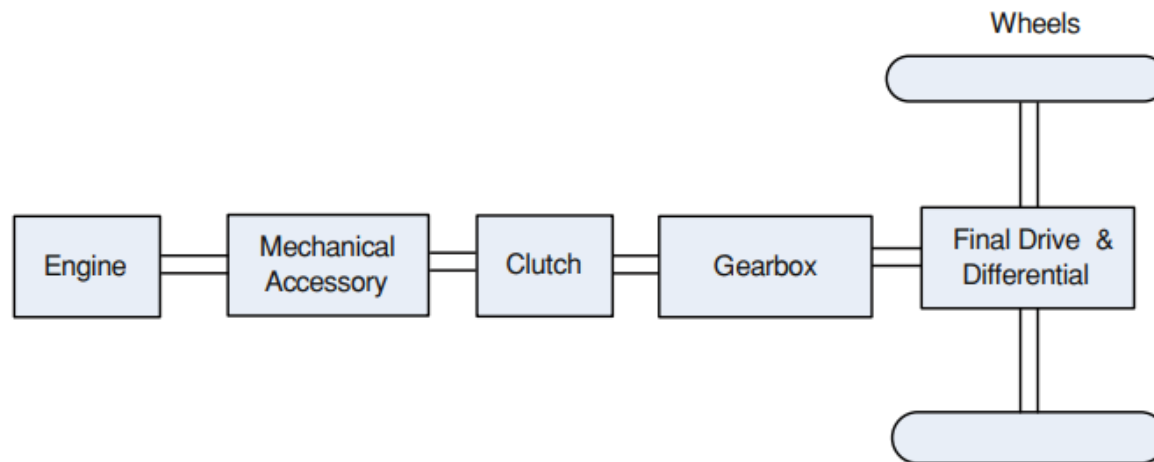 Wheels
Engine
Mechanical
Accessory
Clutch
Gearbox
Final Drive &
Differential